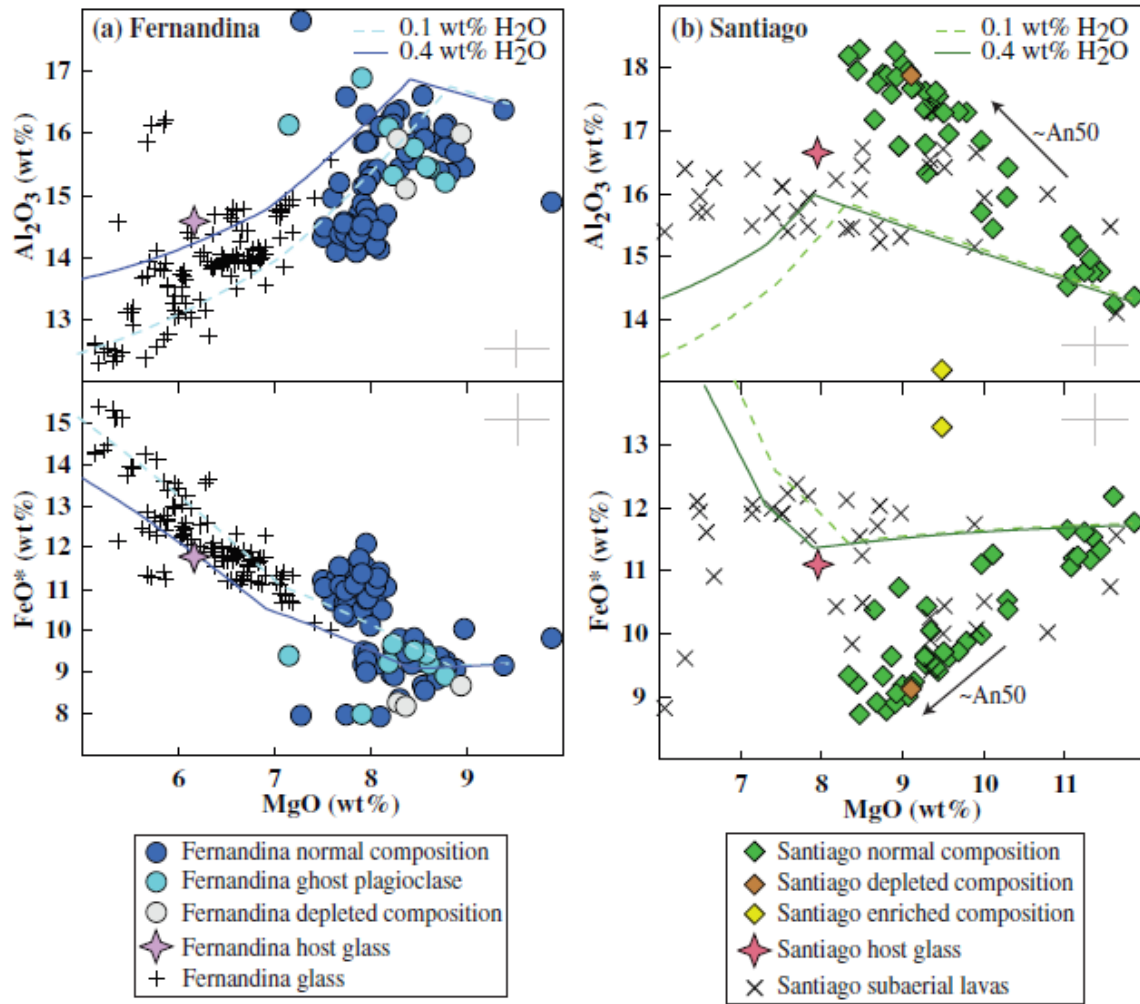 (a) Fernandina
0.1 wt% H2O
0.4 wt% H2O
(b) Santiago
0.1 wt% H2O
0.4 wt% H2O
Al2O3 (wt%)
17
16
15
14
13
Al2O3 (wt%)
18
17
16
15
14
~An50
FeO* (wt%)
15
14
13
12
11
10
9
8
FeO* (wt%)
13
12
11
10
9
~An50
6 7 8 9
MgO (wt%)
7 8 9 10 11
MgO (wt%)
Fernandina normal composition
Fernandina ghost plagioclase
Fernandina depleted composition
Fernandina host glass
Fernandina glass
Santiago normal composition
Santiago depleted composition
Santiago enriched composition
Santiago host glass
Santiago subaerial lavas